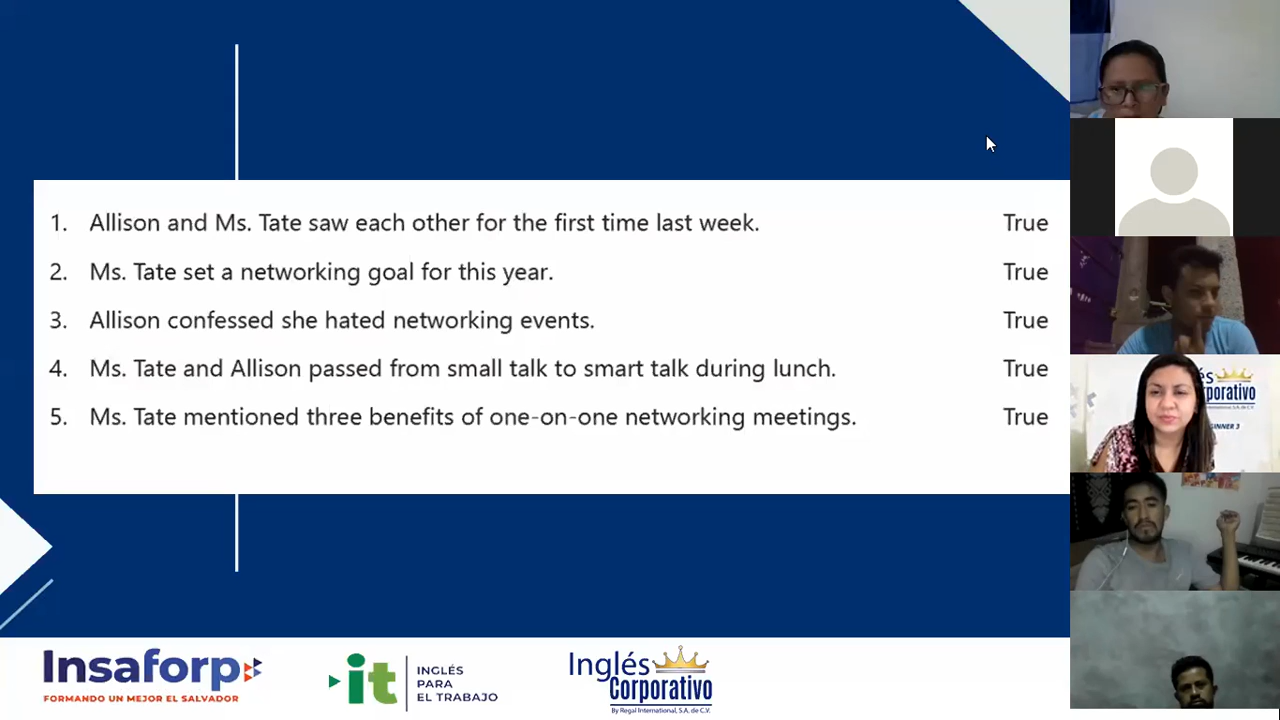 1. Allison and Ms. Tate saw each other for the first time last week. True
2. Ms. Tate set a networking goal for this year. True
3. Allison confessed she hated networking events. True
4. Ms. Tate and Allison passed from small talk to smart talk during lunch. True
5. Ms. Tate mentioned three benefits of one-on-one networking meetings. True
Insaforp
FORMANDO UN MEJOR EL SALVADOR
it
INGLÉS
PARA
EL TRABAJO
Inglés
Corporativo
By Regal International, S.A. de C.V.